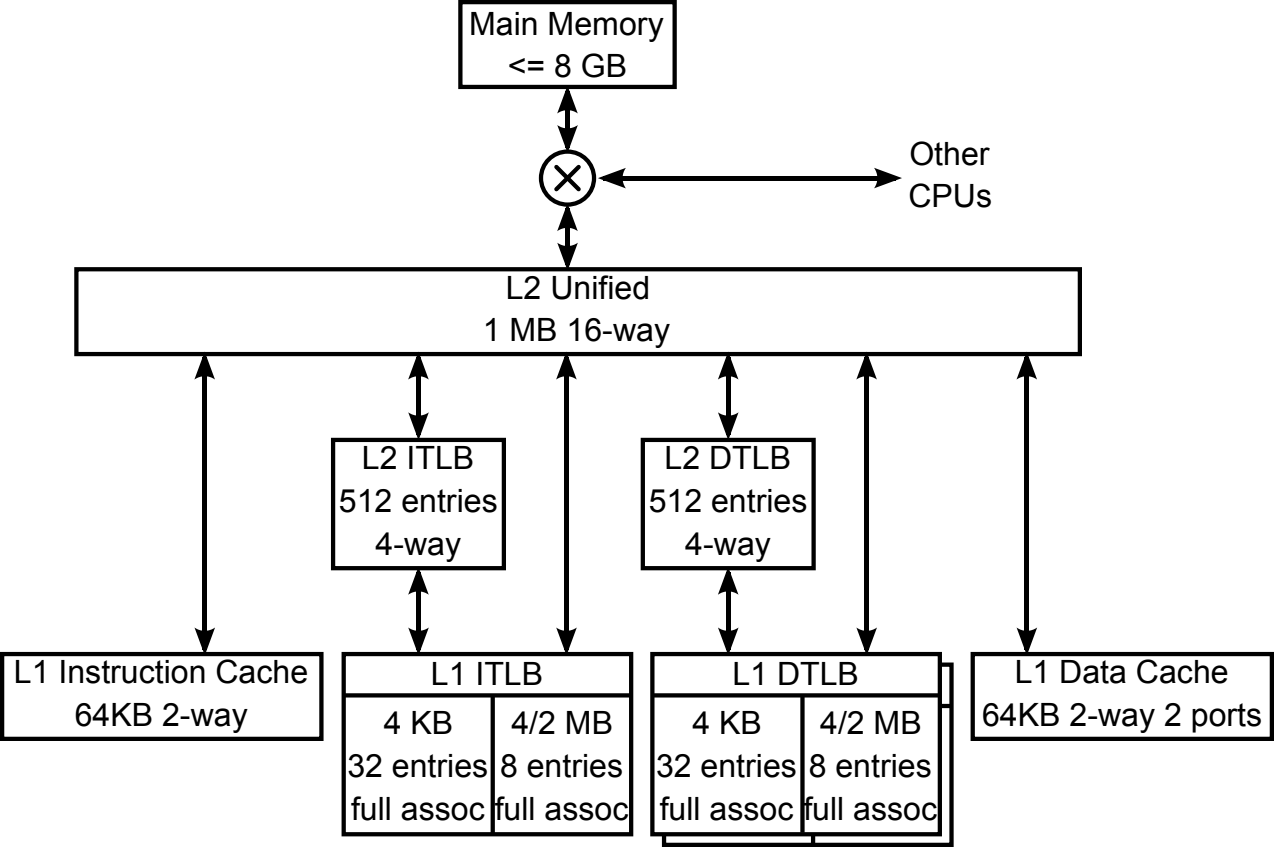 Main Memory
<= 8 GB
Other
CPUs
L2 Unified
1 MB 16-way
L2 ITLB
512 entries
4-way
L2 DTLB
512 entries
4-way
L1 Instruction Cache
64KB 2-way
L1 ITLB
4 KB
32 entries
full assoc
4/2 MB
8 entries
full assoc
L1 DTLB
4 KB
32 entries
full assoc
4/2 MB
8 entries
full assoc
L1 Data Cache
64KB 2-way 2 ports